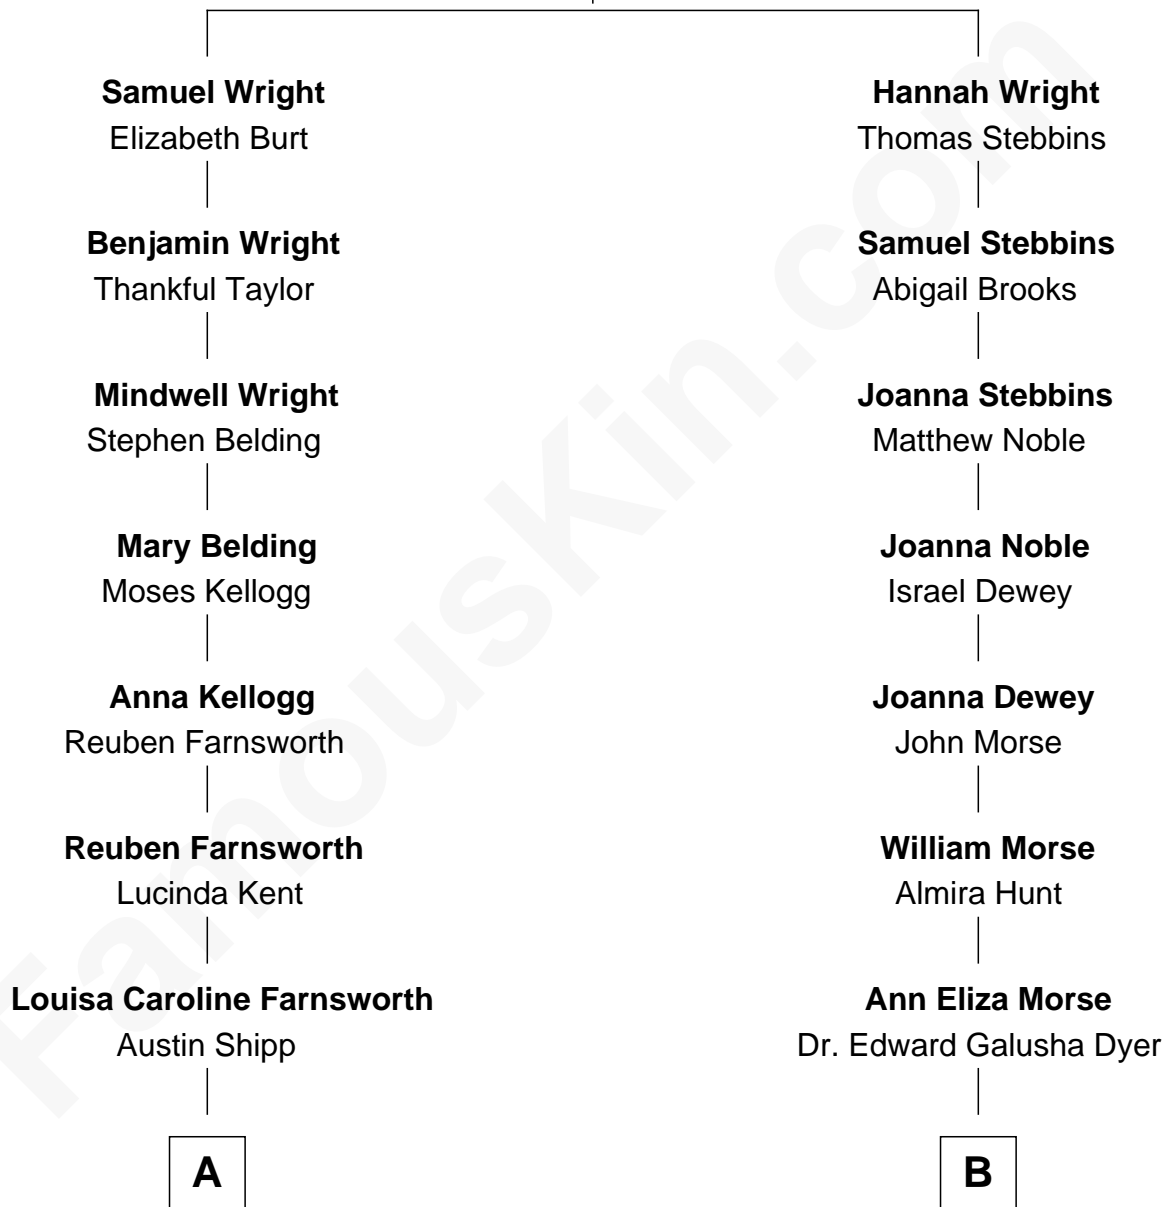 Samuel Wright
Elizabeth Burt
Hannah Wright
Thomas Stebbins
Benjamin Wright
Thankful Taylor
Samuel Stebbins
Abigail Brooks
Mindwell Wright
Stephen Belding
Joanna Stebbins
Matthew Noble
Mary Belding
Moses Kellogg
Joanna Noble
Israel Dewey
Anna Kellogg
Reuben Farnsworth
Joanna Dewey
John Morse
Reuben Farnsworth
Lucinda Kent
William Morse
Almira Hunt
Louisa Caroline Farnsworth
Austin Shipp
Ann Eliza Morse
Dr. Edward Galusha Dyer
A
B
FamousKin.com